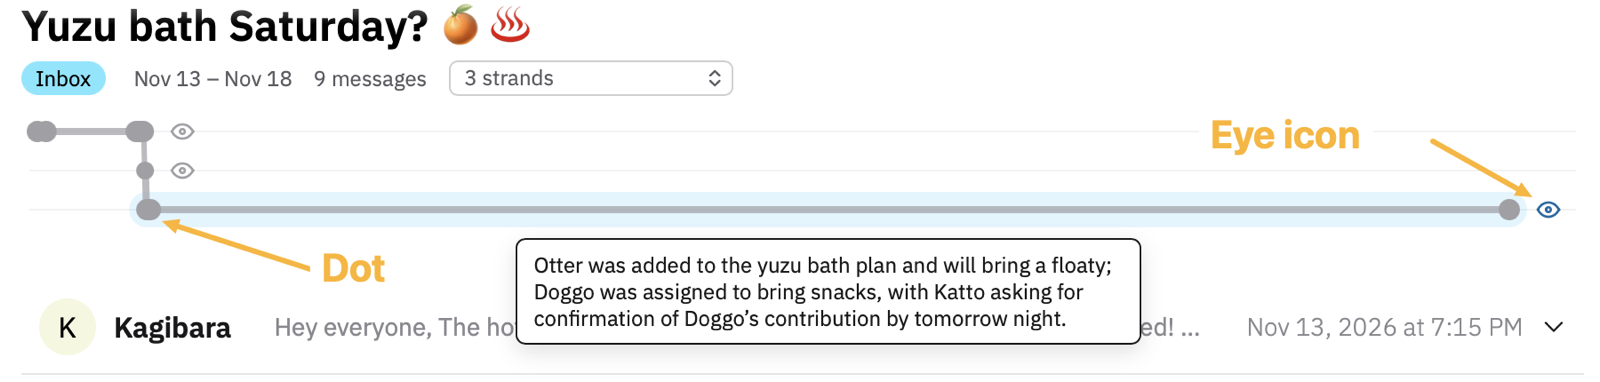 Yuzu bath Saturday? 🍊 ♨️
Inbox Nov 13 – Nov 18 9 messages 3 strands
Eye icon
Dot
Otter was added to the yuzu bath plan and will bring a floaty;
Doggo was assigned to bring snacks, with Katto asking for
confirmation of Doggo’s contribution by tomorrow night.
K Kagibara Hey everyone, The ed! ... Nov 13, 2026 at 7:15 PM